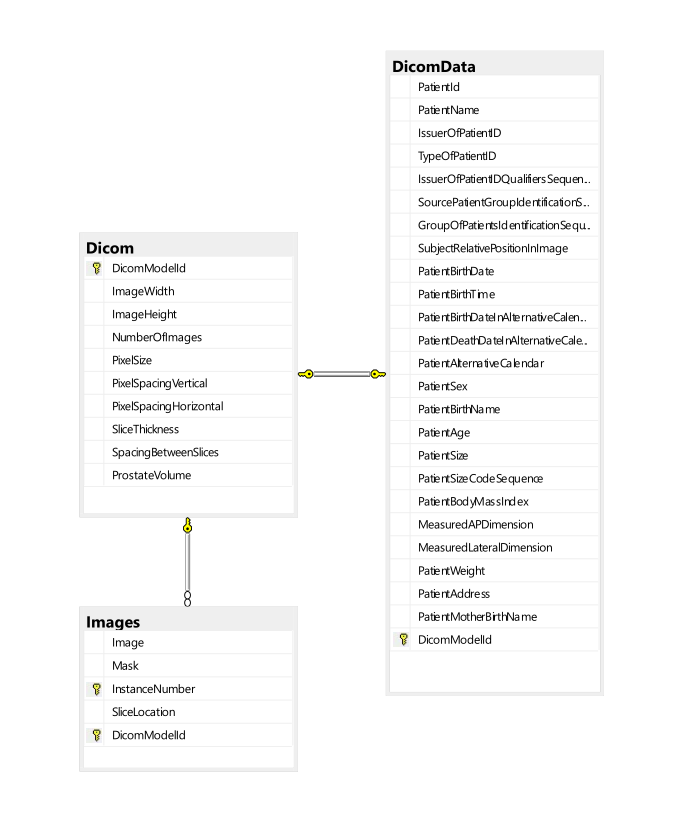 Dicom
DicomModelId
ImageWidth
ImageHeight
NumberOfImages
PixelSize
PixelSpacingVertical
PixelSpacingHorizontal
SliceThickness
SpacingBetweenSlices
ProstateVolume
Images
Image
Mask
InstanceNumber
SliceLocation
DicomModelId
DicomData
PatientId
PatientName
IssuerOfPatientID
TypeOfPatientID
IssuerOfPatientIDQualifiersSequen...
SourcePatientGroupIdentificationS...
GroupOfPatientsIdentificationSequ...
SubjectRelativePositionInImage
PatientBirthDate
PatientBirthTime
PatientBirthDateInAlternativeCalen...
PatientDeathDateInAlternativeCale...
PatientAlternativeCalendar
PatientSex
PatientBirthName
PatientAge
PatientSize
PatientSizeCodeSequence
PatientBodyMassIndex
MeasuredAPDimension
MeasuredLateralDimension
PatientWeight
PatientAddress
PatientMotherBirthName
DicomModelId